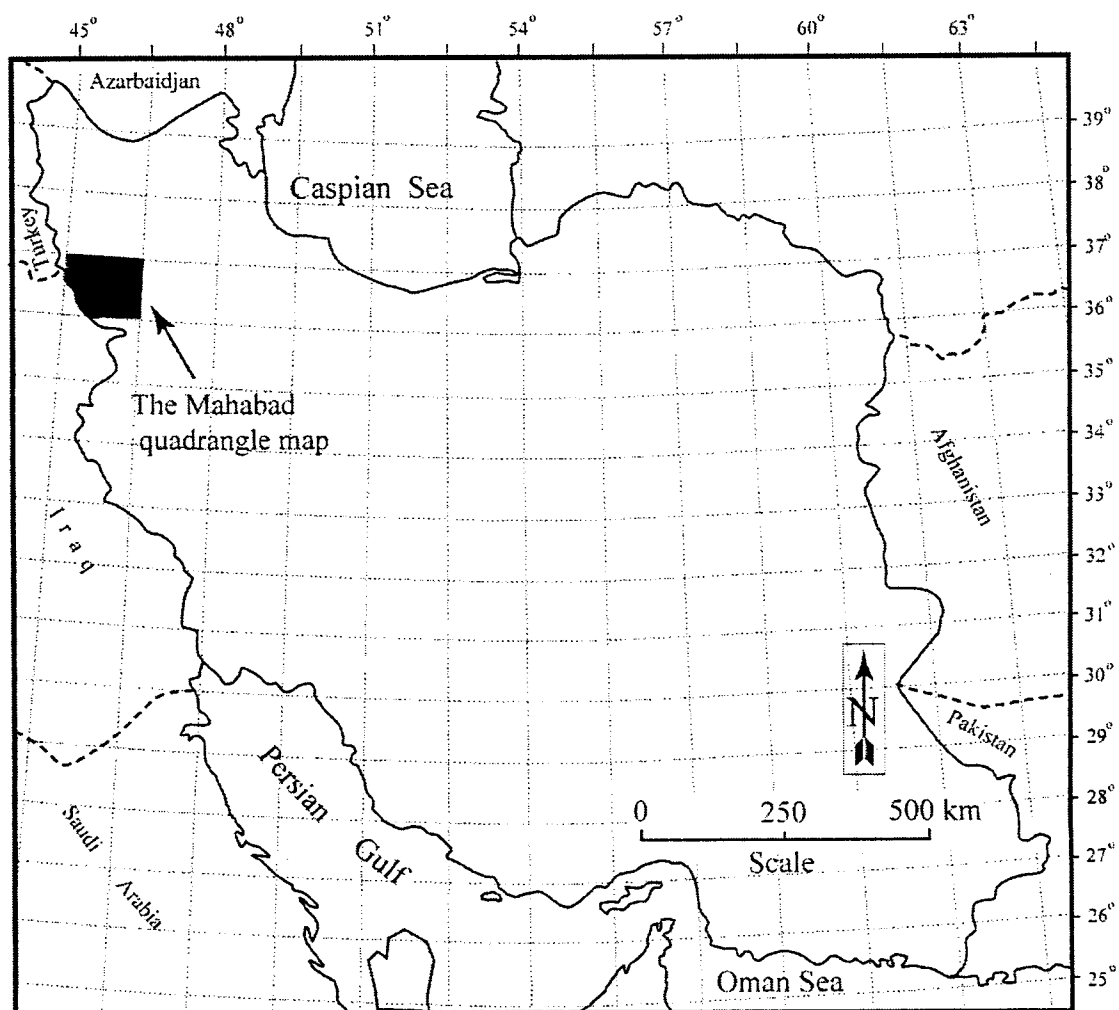 45° 48° 51° 54° 57° 60° 63°
Azarbaidjan
39°
Caspian Sea
38°
Turkey
37°
36°
35°
The Mahabad
quadrangle map
34°
Afghanistan
33°
Iraq
32°
31°
30°
N
Pakistan
29°
Persian
Gulf
28°
0 250 500 km
Scale
27°
Saudi
Arabia
26°
25°
Oman Sea